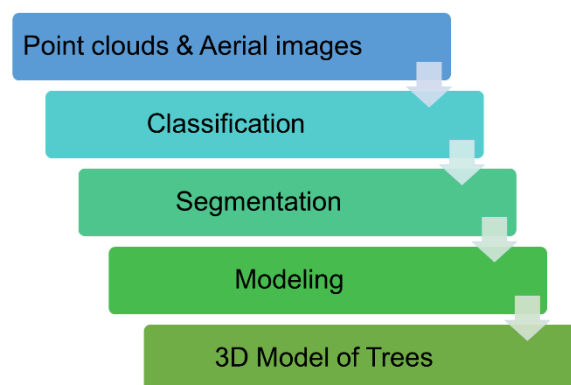 Point clouds & Aerial images
Classification
Segmentation
Modeling
3D Model of Trees